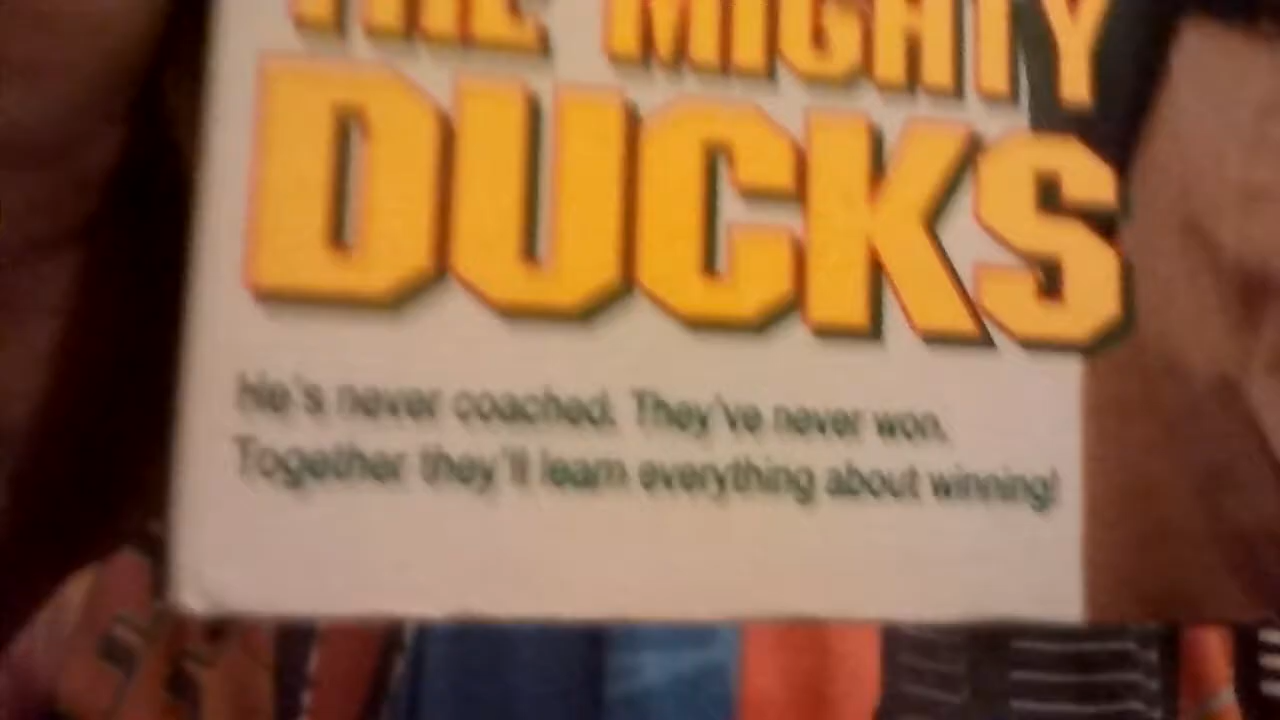 THE MIGHTY
DUCKS
He's never coached. They've never won.
Together they'll learn everything about winning!